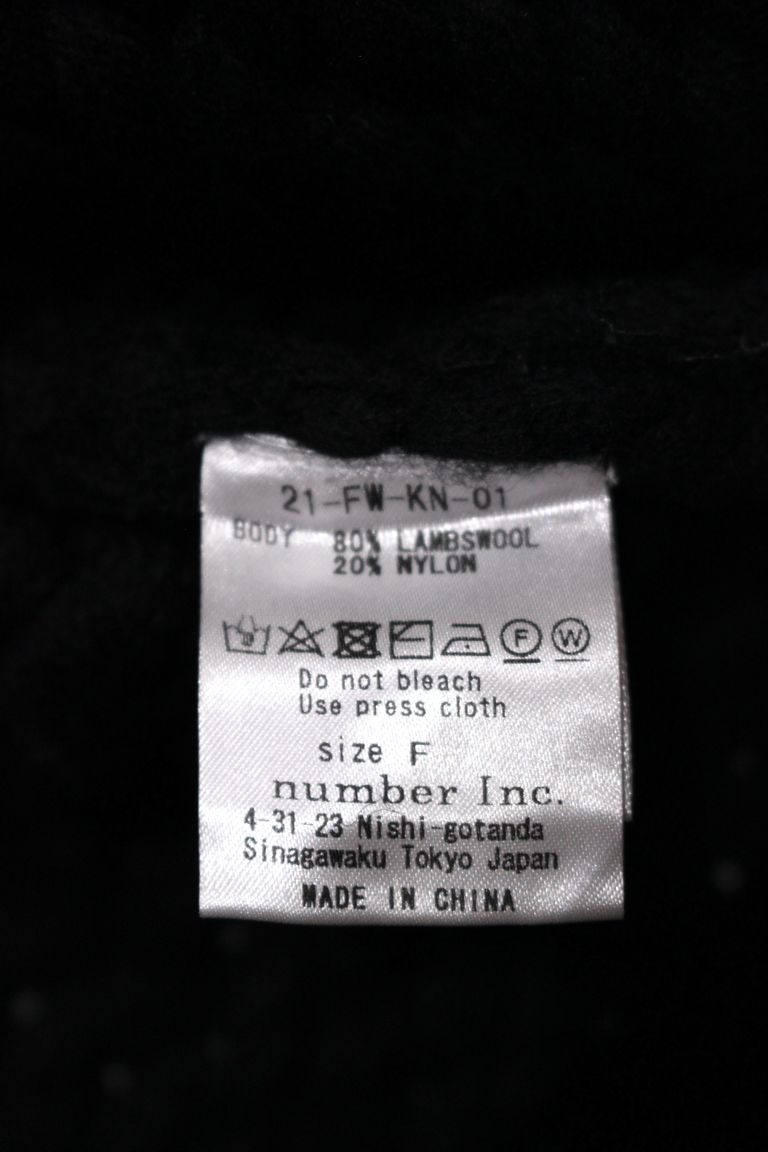 21-FW-KN-01
BODY 80% LAMBSWOOL
20% NYLON
F W
Do not bleach
Use press cloth
size F
number Inc.
4-31-23 Nishi-gotanda
Sinagawaku Tokyo Japan
MADE IN CHINA